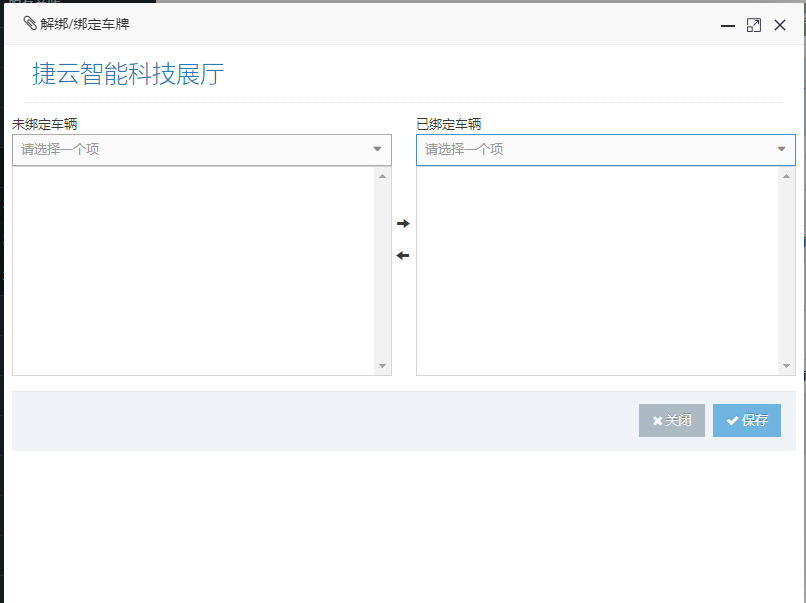 解绑/绑定车牌
捷云智能科技展厅
未绑定车辆
已绑定车辆
请选择一个项
请选择一个项
关闭
保存